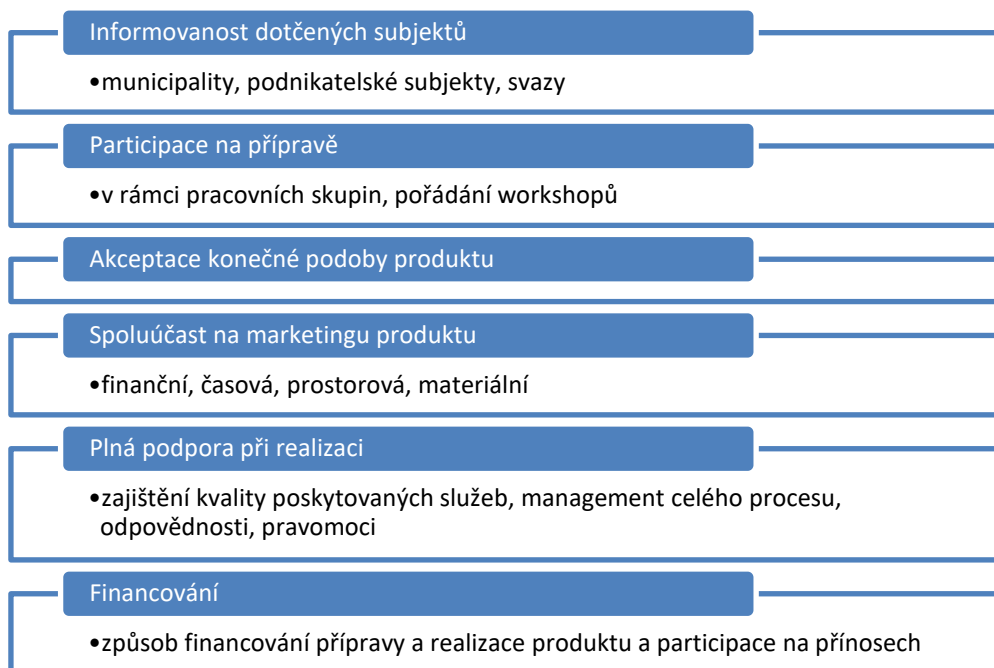 Informovanost dotčených subjektů
•municipality, podnikatelské subjekty, svazy
Participace na přípravě
•v rámci pracovních skupin, pořádání workshopů
Akceptace konečné podoby produktu
Spoluúčast na marketingu produktu
•finanční, časová, prostorová, materiální
Plná podpora při realizaci
•zajištění kvality poskytovaných služeb, management celého procesu,
odpovědnosti, pravomoci
Financování
•způsob financování přípravy a realizace produktu a participace na přínosech